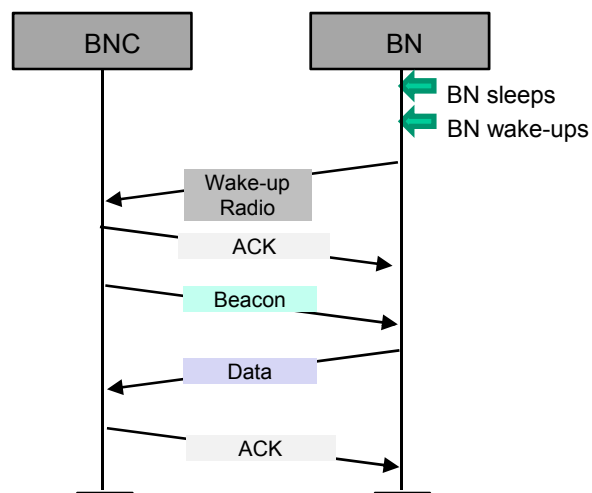 BNC
BN
BN sleeps
BN wake-ups
Wake-up
Radio
ACK
Beacon
Data
ACK